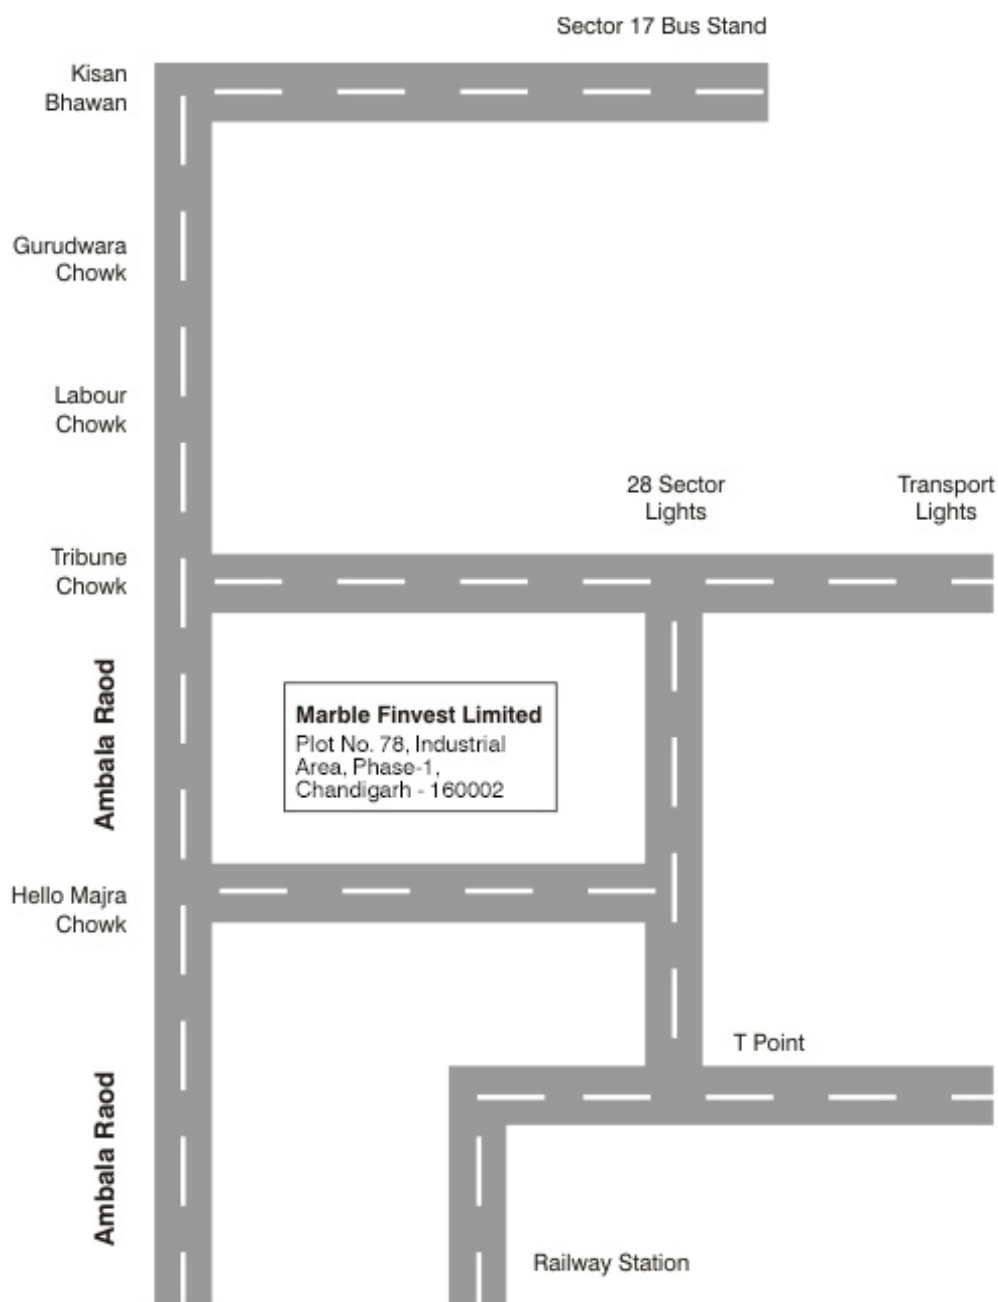 Sector 17 Bus Stand
Kisan
Bhawan
Gurudwara
Chowk
Labour
Chowk
28 Sector
Lights
Transport
Lights
Tribune
Chowk
Ambala Raod
Marble Finvest Limited
Plot No. 78, Industrial
Area, Phase-1,
Chandigarh - 160002
Hello Majra
Chowk
T Point
Ambala Raod
Railway Station